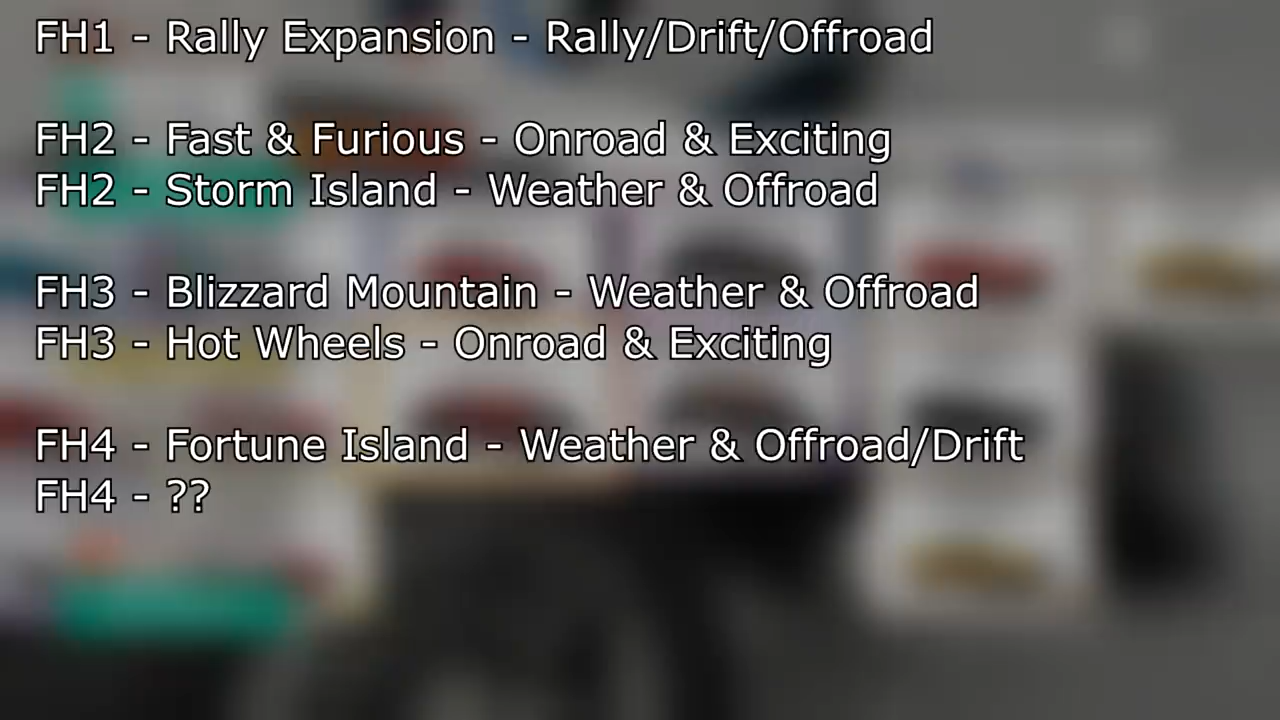 FH1 - Rally Expansion - Rally/Drift/Offroad
FH2 - Fast & Furious - Onroad & Exciting
FH2 - Storm Island - Weather & Offroad
FH3 - Blizzard Mountain - Weather & Offroad
FH3 - Hot Wheels - Onroad & Exciting
FH4 - Fortune Island - Weather & Offroad/Drift
FH4 - ??